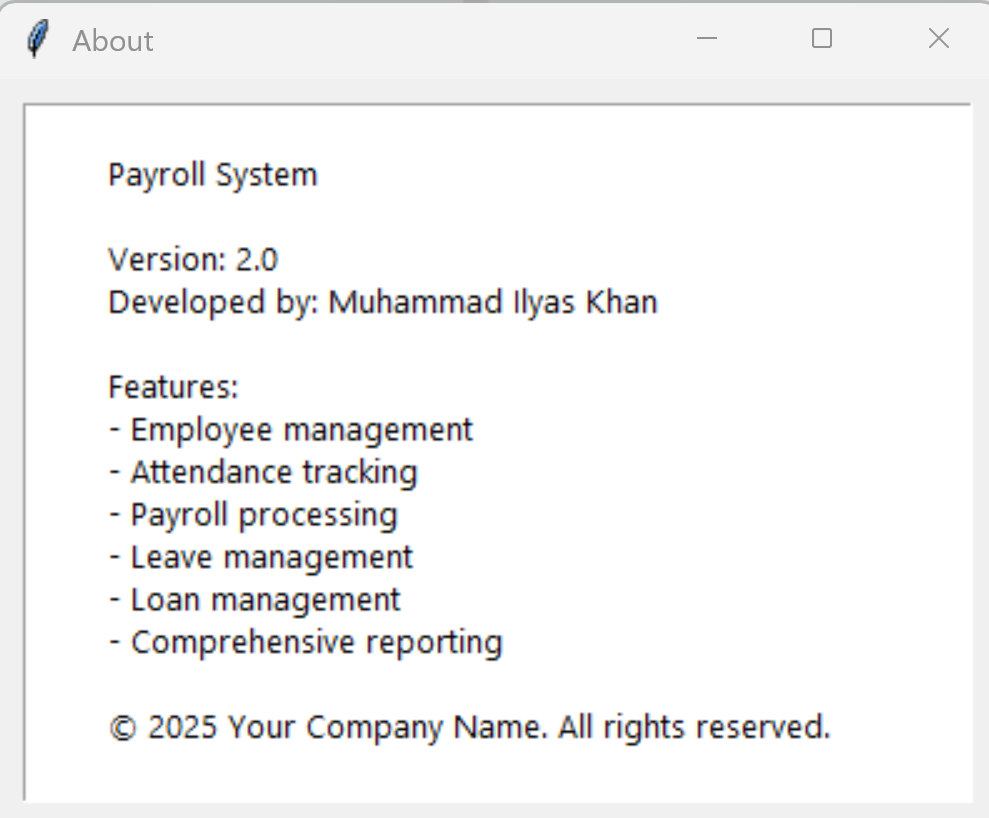 About
Payroll System
Version: 2.0
Developed by: Muhammad Ilyas Khan
Features:
- Employee management
- Attendance tracking
- Payroll processing
- Leave management
- Loan management
- Comprehensive reporting
© 2025 Your Company Name. All rights reserved.